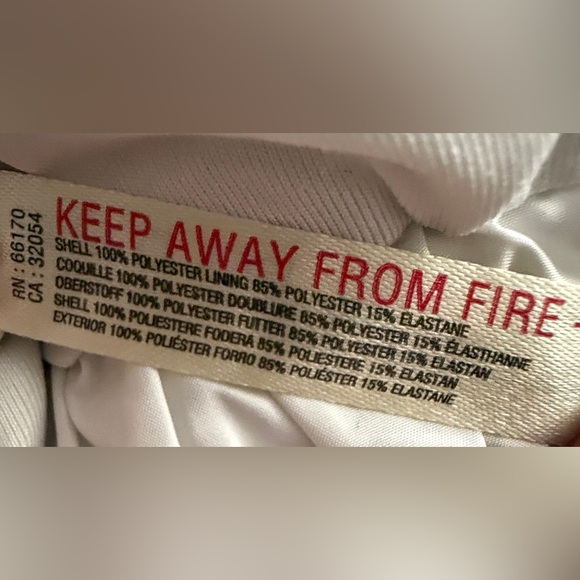 RN : 66170
CA : 32054
KEEP AWAY FROM FIRE
SHELL 100% POLYESTER LINING 85% POLYESTER 15% ELASTANE
COQUILLE 100% POLYESTER DOUBLURE 85% POLYESTER 15% ÉLASTHANNE
OBERSTOFF 100% POLYESTER FUTTER 85% POLYESTER 15% ELASTAN
SHELL 100% POLIESTERE FODERA 85% POLIESTERE 15% ELASTAN
EXTERIOR 100% POLIÉSTER FORRO 85% POLIÉSTER 15% ELASTANE